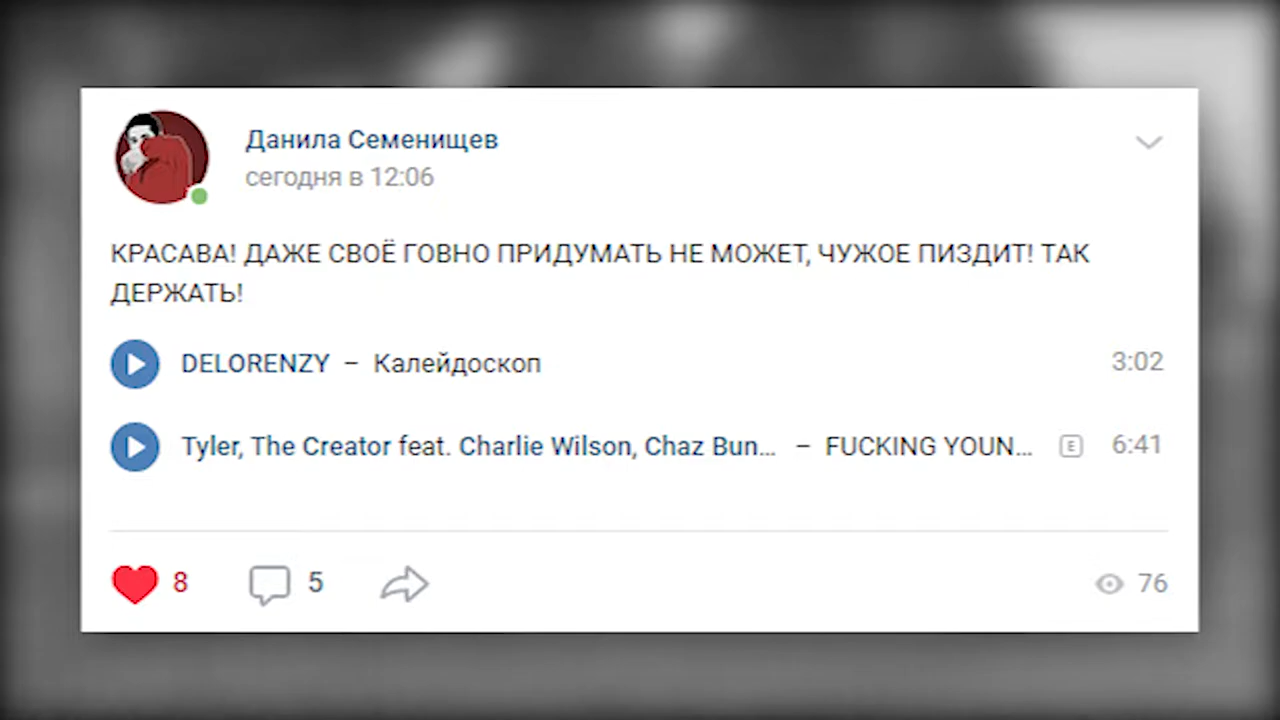 Данила Семенищев
сегодня в 12:06
КРАСАВА! ДАЖЕ СВОЁ ГОВНО ПРИДУМАТЬ НЕ МОЖЕТ, ЧУЖОЕ ПИЗДИТ! ТАК
ДЕРЖАТЬ!
DELORENZY – Калейдоскоп 3:02
Tyler, The Creator feat. Charlie Wilson, Chaz Bun... – FUCKING YOUN... E 6:41
8 5 76